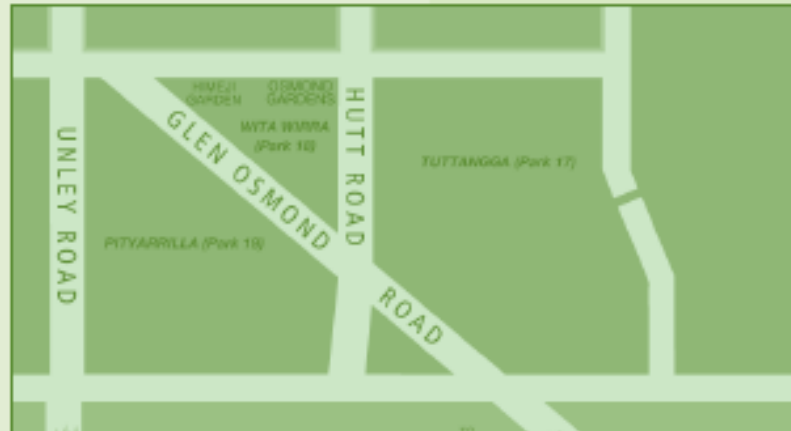 HIMEJI
GARDEN
OSMOND
GARDENS
WITA WIRRA
(Park 18)
HUTT ROAD
GLEN OSMOND
ROAD
TUTTANGGA (Park 17)
UNLEY ROAD
PITYARRILLA (Park 19)